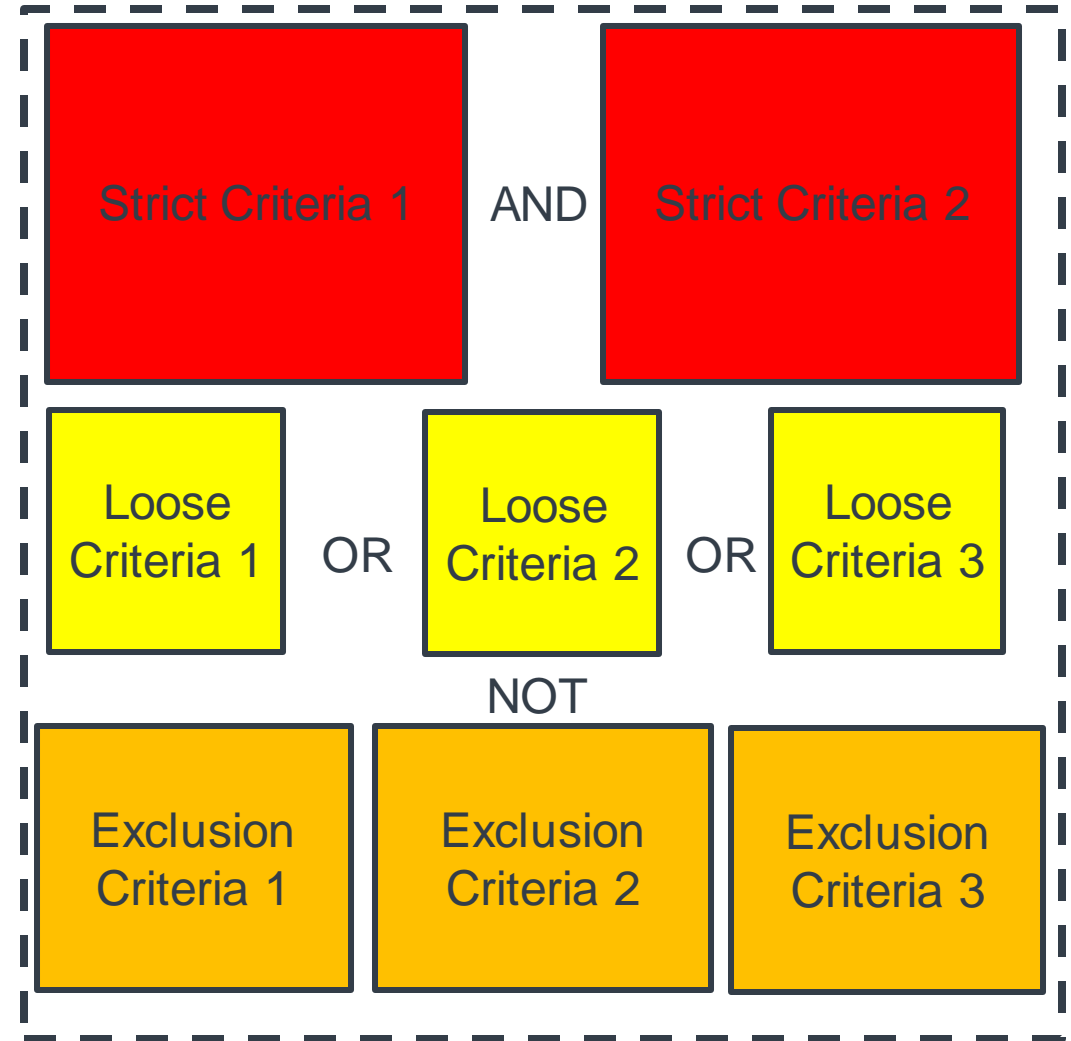 Strict Criteria 1
AND
Strict Criteria 2
Loose
Criteria 1
OR
Loose
Criteria 2
OR
Loose
Criteria 3
NOT
Exclusion
Criteria 1
Exclusion
Criteria 2
Exclusion
Criteria 3